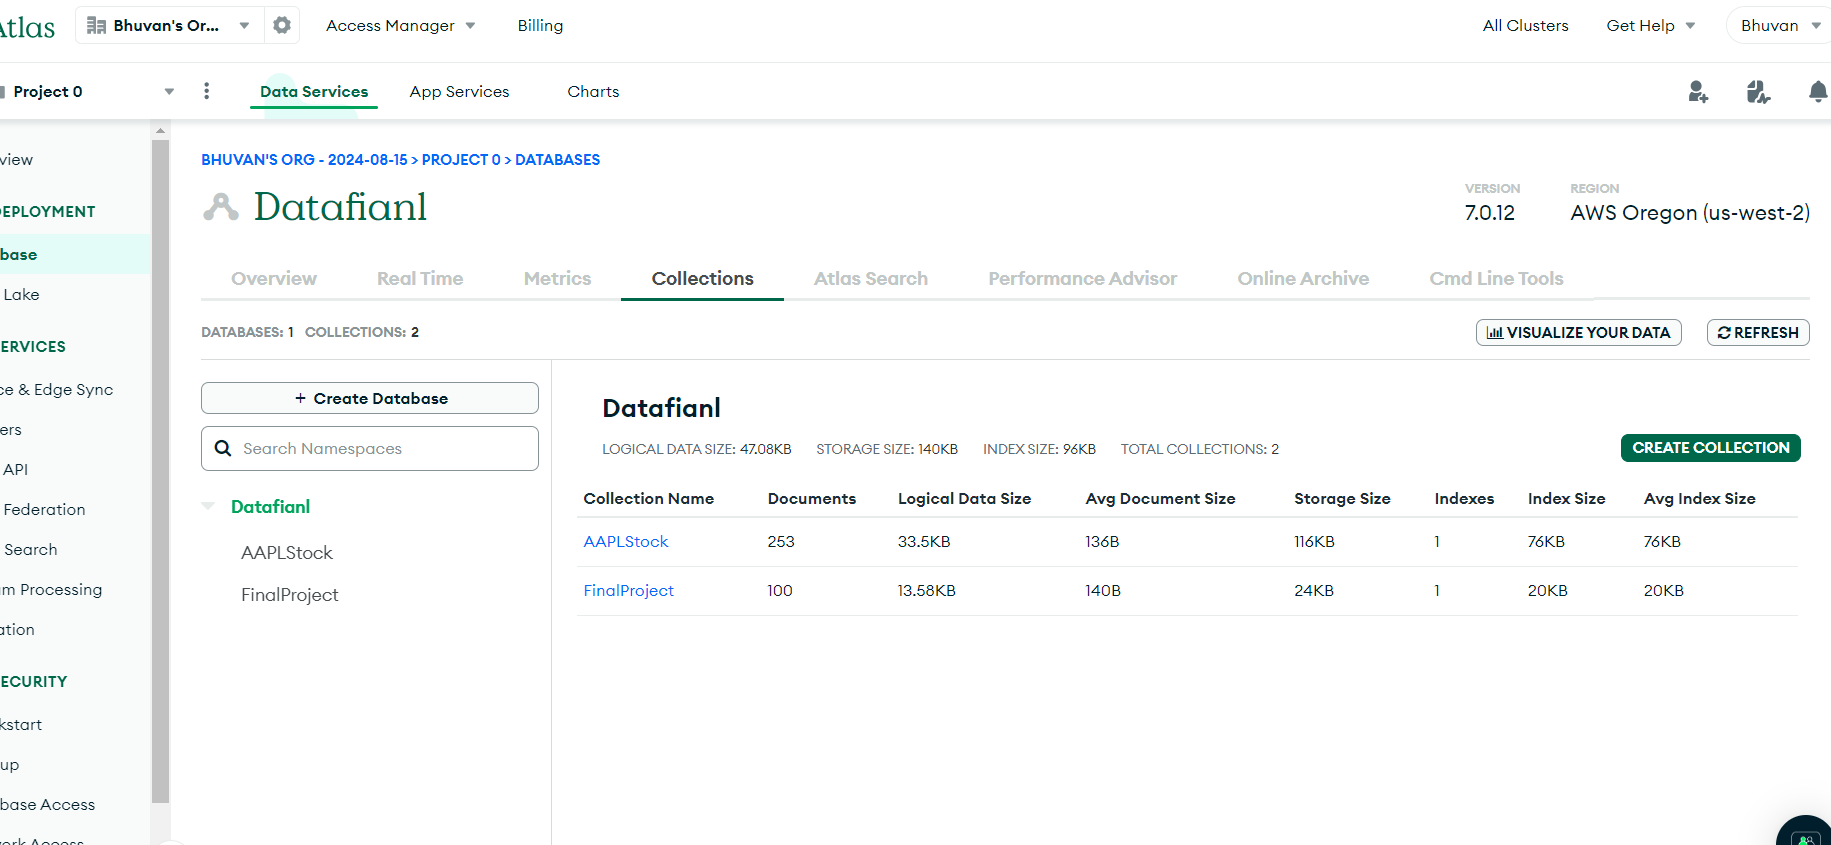 Atlas
Bhuvan's Or...
Access Manager
Billing
All Clusters
Get Help
Bhuvan
Project 0
Data Services
App Services
Charts
view
DEPLOYMENT
base
Lake
ERVICES
ce & Edge Sync
ers
API
Federation
Search
m Processing
ation
ECURITY
kstart
up
base Access
ork Access
BHUVAN'S ORG - 2024-08-15 > PROJECT 0 > DATABASES
Datafianl
VERSION
7.0.12
REGION
AWS Oregon (us-west-2)
Overview Real Time Metrics Collections Atlas Search Performance Advisor Online Archive Cmd Line Tools
DATABASES: 1 COLLECTIONS: 2
VISUALIZE YOUR DATA
REFRESH
+ Create Database
Search Namespaces
Datafianl
AAPLStock
FinalProject
Datafianl
LOGICAL DATA SIZE: 47.08KB STORAGE SIZE: 140KB INDEX SIZE: 96KB TOTAL COLLECTIONS: 2
CREATE COLLECTION
Collection Name Documents Logical Data Size Avg Document Size Storage Size Indexes Index Size Avg Index Size
AAPLStock 253 33.5KB 136B 116KB 1 76KB 76KB
FinalProject 100 13.58KB 140B 24KB 1 20KB 20KB